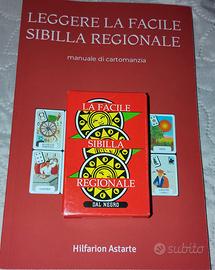 LEGGERE LA FACILE
SIBILLA REGIONALE
manuale di cartomanzia
LA FACILE
SIBILLA
REGIONALE
DAL NEGRO
Hilfarion Astarte
subito